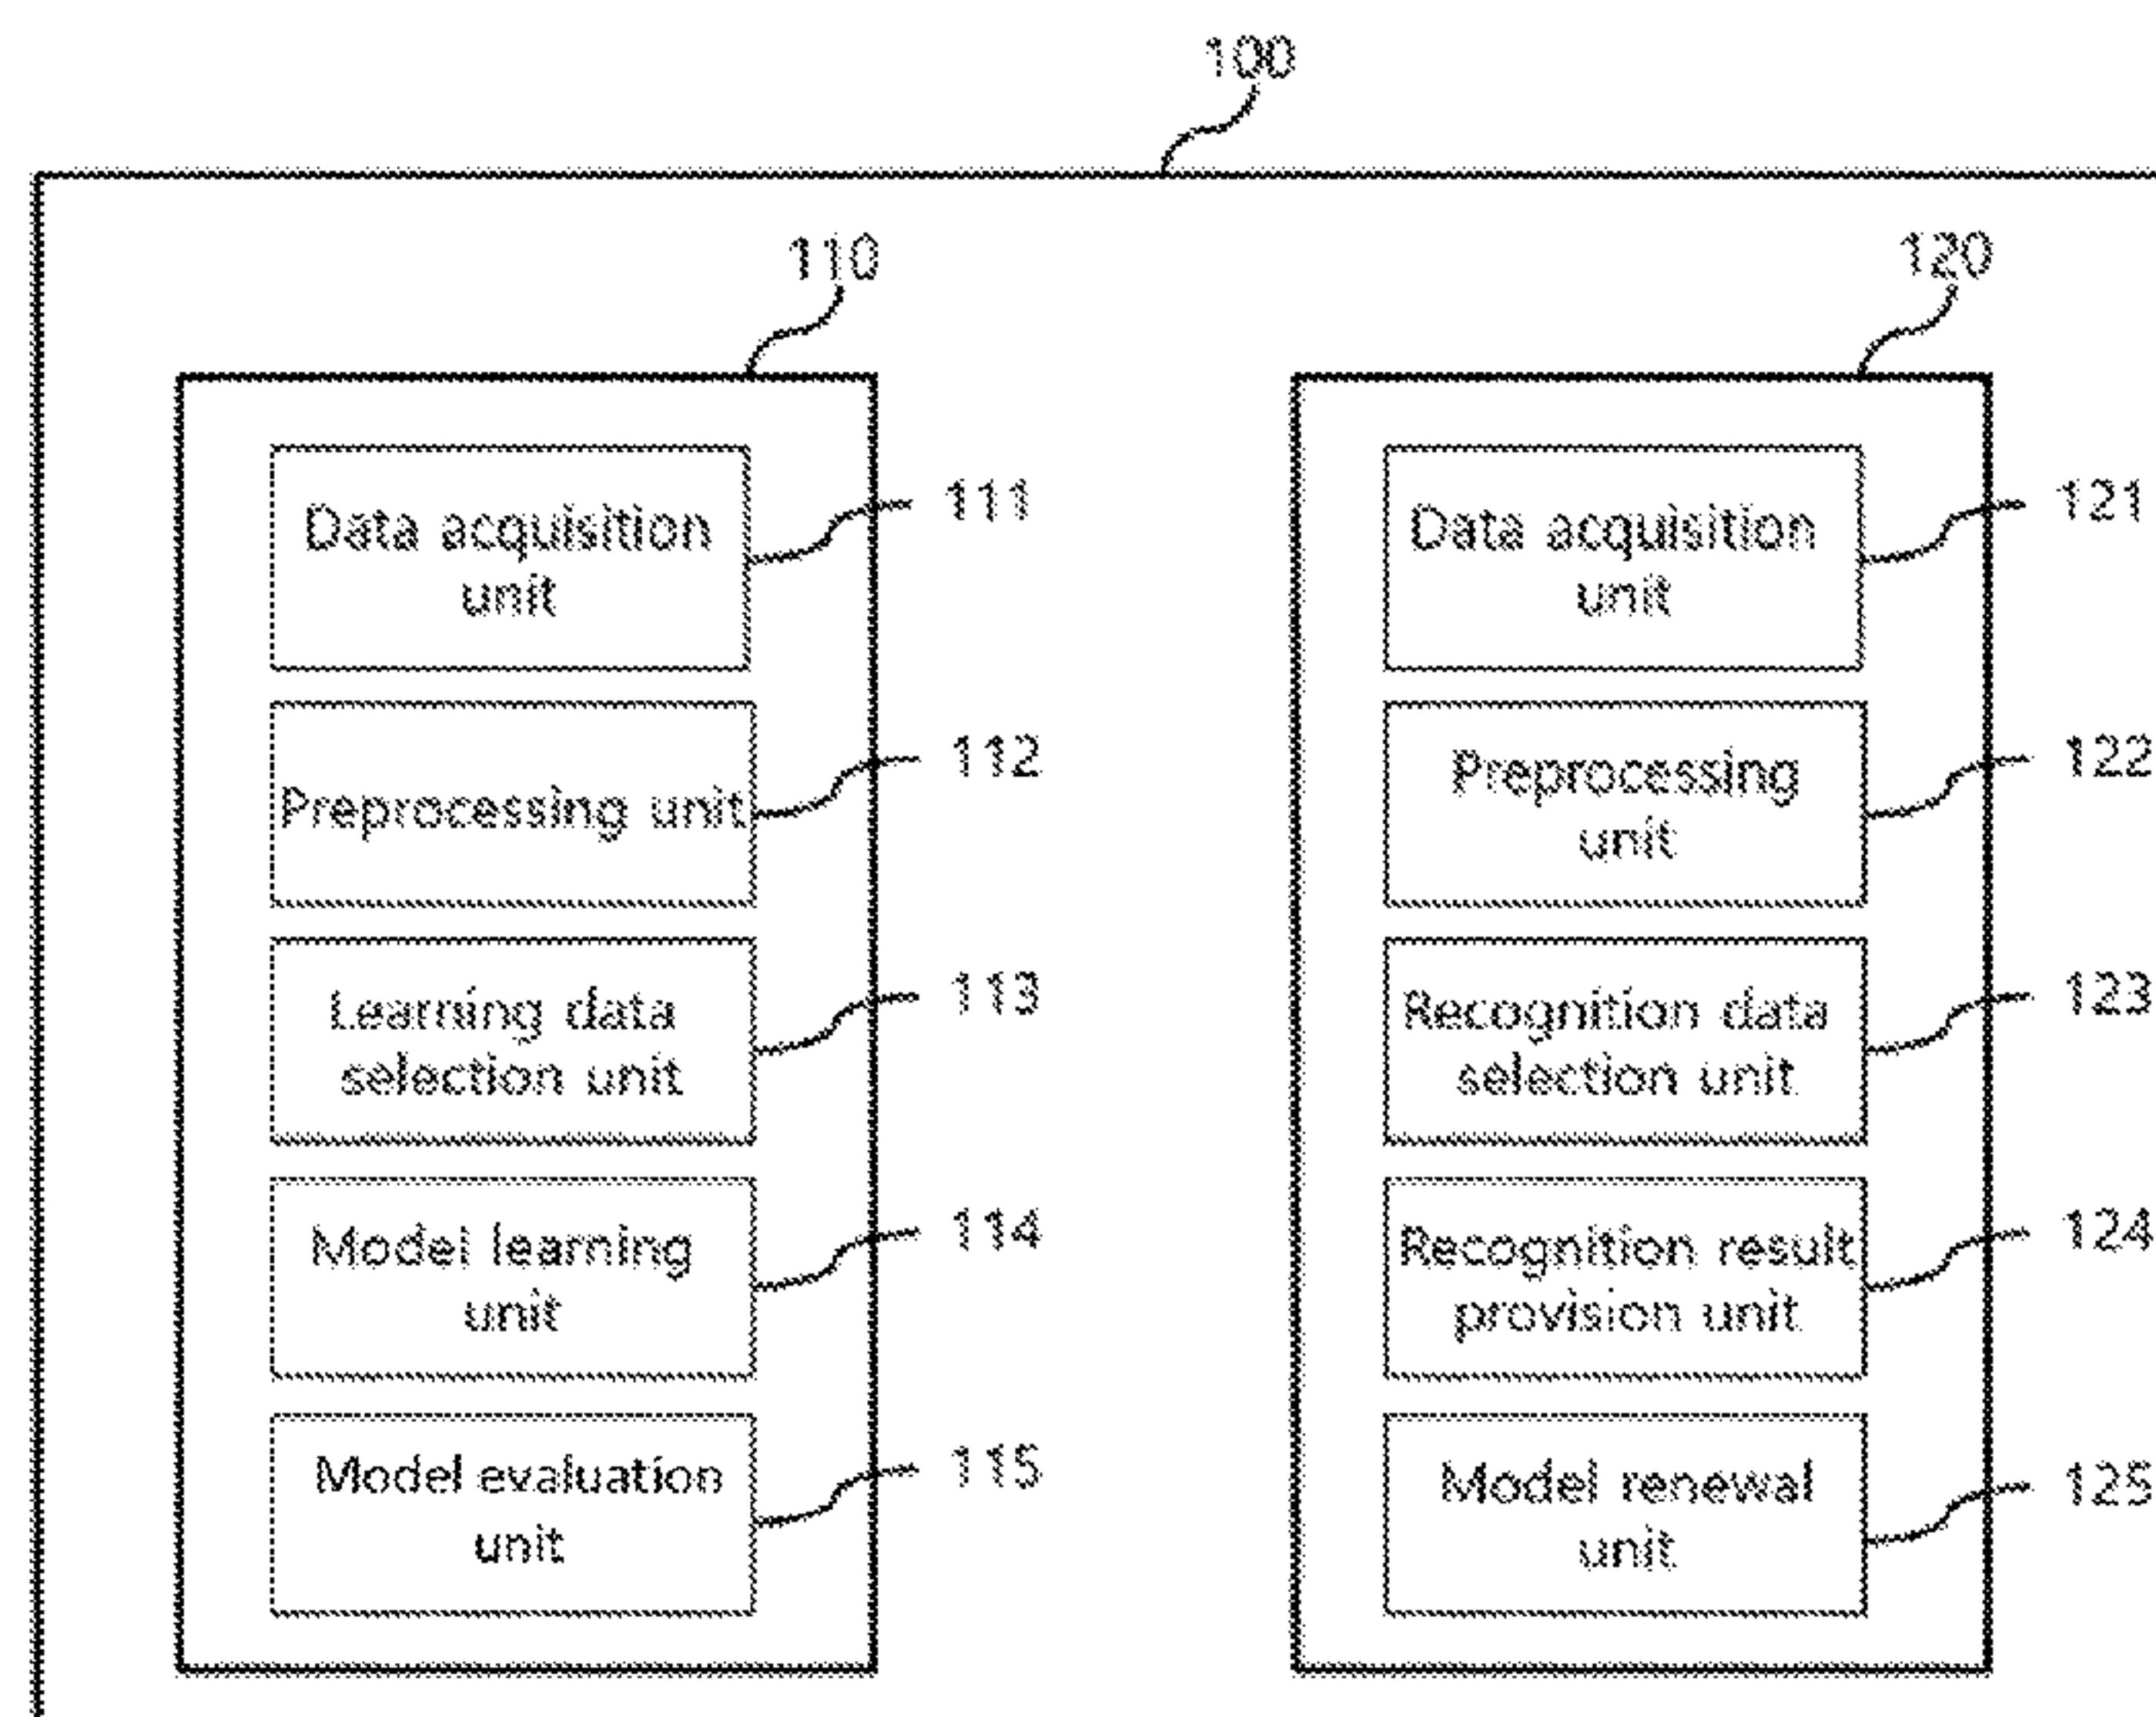 100
110
120
Data acquisition
unit
111
Preprocessing unit
112
Learning data
selection unit
113
Model learning
unit
114
Model evaluation
unit
115
Data acquisition
unit
121
Preprocessing
unit
122
Recognition data
selection unit
123
Recognition result
provision unit
124
Model renewal
unit
125